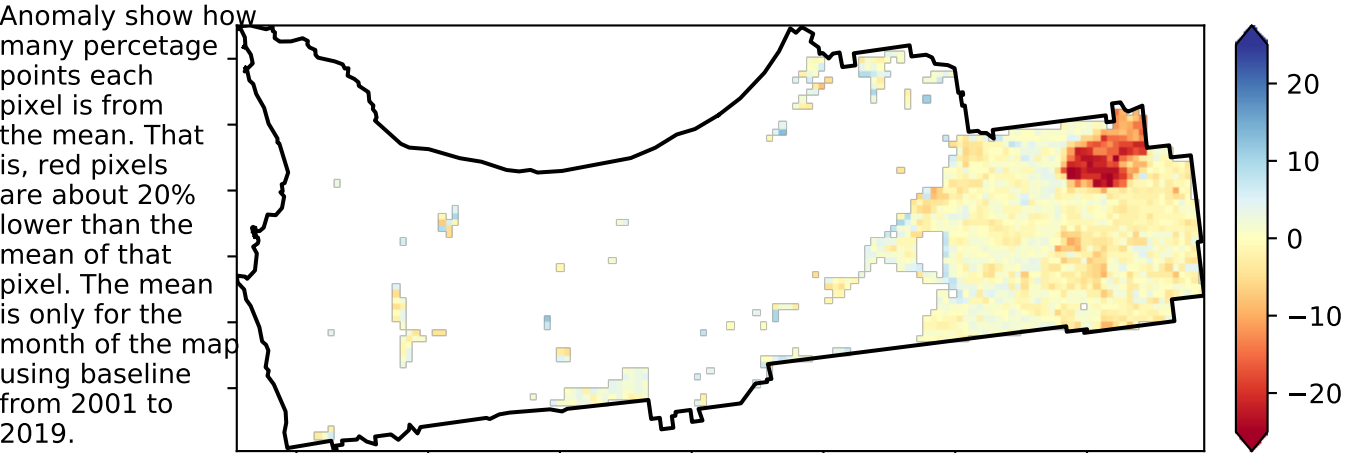 Anomaly show how
many percetage
points each
pixel is from
the mean. That
is, red pixels
are about 20%
lower than the
mean of that
pixel. The mean
is only for the
month of the map
using baseline
from 2001 to
2019.
20
10
0
−10
−20